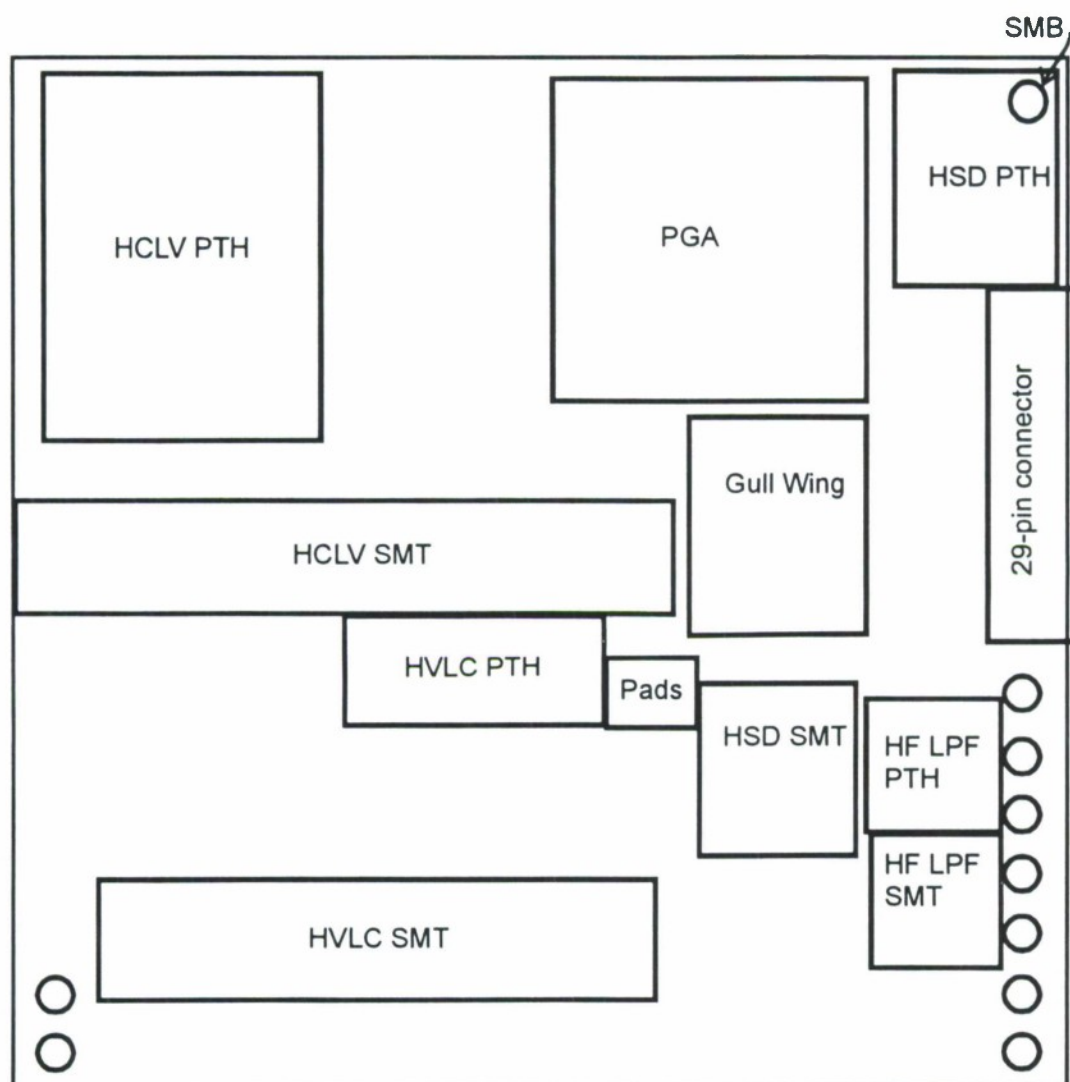 SMB
HCLV PTH
PGA
HSD PTH
29-pin connector
Gull Wing
HCLV SMT
HVLC PTH
Pads
HSD SMT
HF LPF
PTH
HF LPF
SMT
HVLC SMT